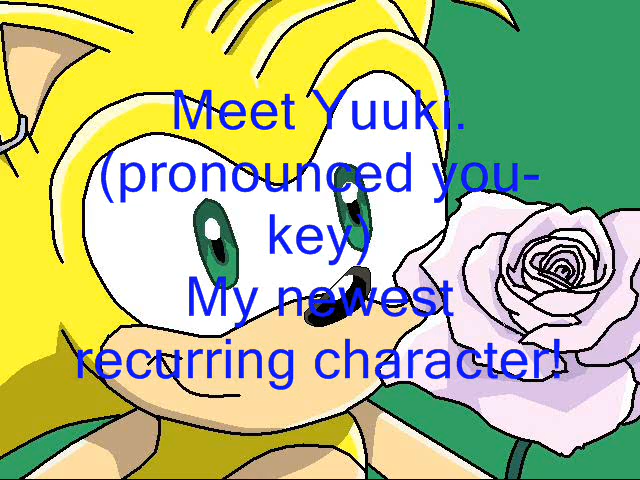 Meet Yuuki.
(pronounced you-
key)
My newest
recurring character!